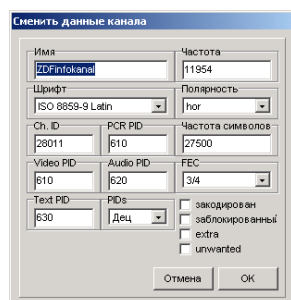 Сменить данные канала
Имя Частота
ZDFinfokanal 11954
Шрифт Полярность
ISO 8859-9 Latin hor
Ch. ID PCR PID Частота символов
28011 610 27500
Video PID Audio PID FEC
610 620 3/4
Text PID PIDs
630 Дец
закодирован
заблокированный
extra
unwanted
Отмена OK